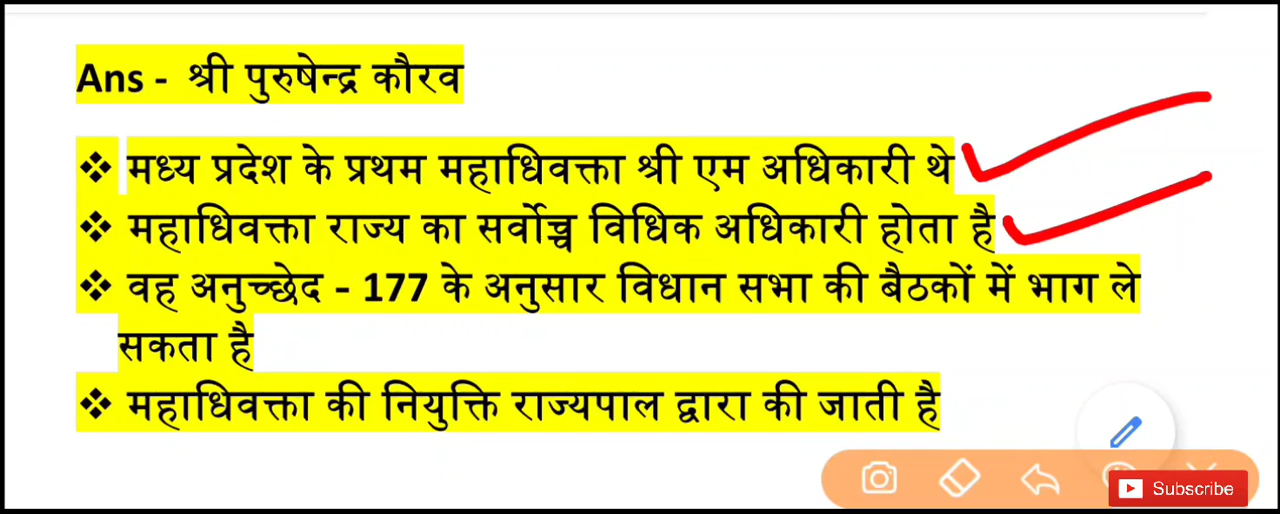 Ans - श्री पुरुषेन्द्र कौरव
❖ मध्य प्रदेश के प्रथम महाधिवक्ता श्री एम अधिकारी थे
❖ महाधिवक्ता राज्य का सर्वोच्च विधिक अधिकारी होता है
❖ वह अनुच्छेद - 177 के अनुसार विधान सभा की बैठकों में भाग ले
सकता है
❖ महाधिवक्ता की नियुक्ति राज्यपाल द्वारा की जाती है
Subscribe